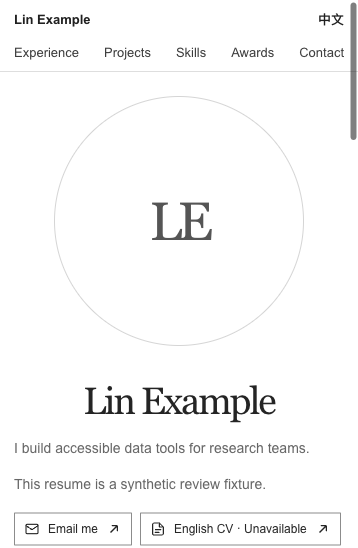 Lin Example
中文
Experience Projects Skills Awards Contact
LE
Lin Example
I build accessible data tools for research teams.
This resume is a synthetic review fixture.
Email me English CV · Unavailable